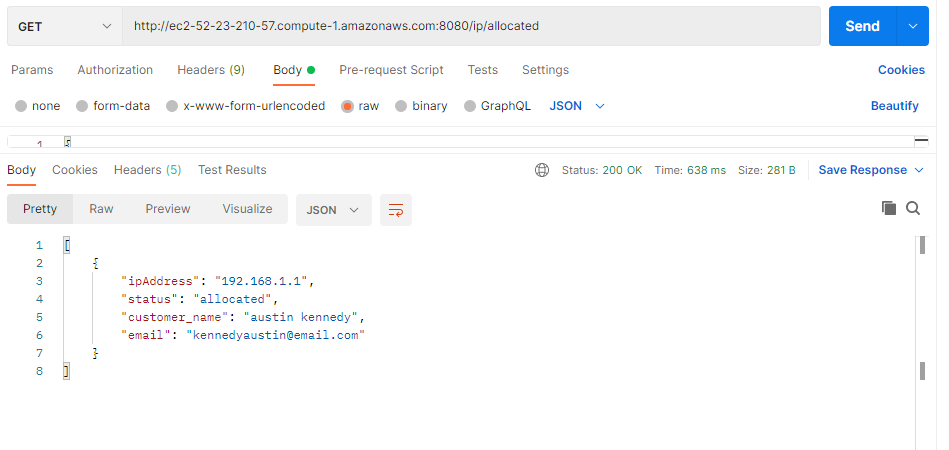 GET http://ec2-52-23-210-57.compute-1.amazonaws.com:8080/ip/allocated Send
Params Authorization Headers (9) Body Pre-request Script Tests Settings Cookies
none form-data x-www-form-urlencoded raw binary GraphQL JSON Beautify
1 {
Body Cookies Headers (5) Test Results Status: 200 OK Time: 638 ms Size: 281 B Save Response
Pretty Raw Preview Visualize JSON
1 [
2 {
3 "ipAddress": "192.168.1.1",
4 "status": "allocated",
5 "customer_name": "austin kennedy",
6 "email": "kennedyaustin@email.com"
7 }
8 ]